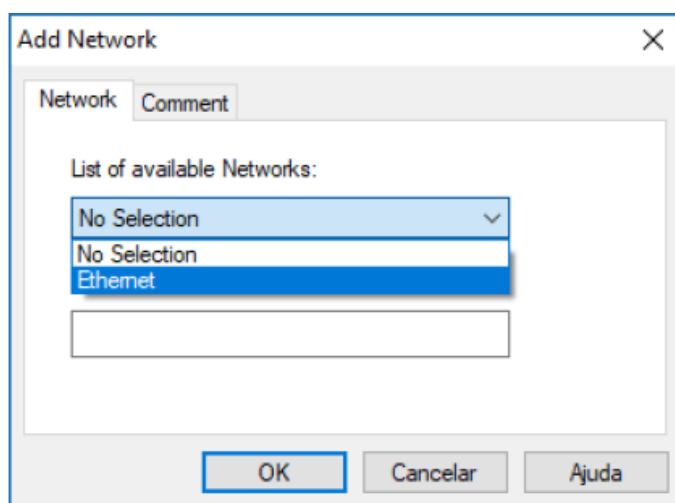 Add Network
Network Comment
List of available Networks:
No Selection
No Selection
Ethernet
OK Cancelar Ajuda